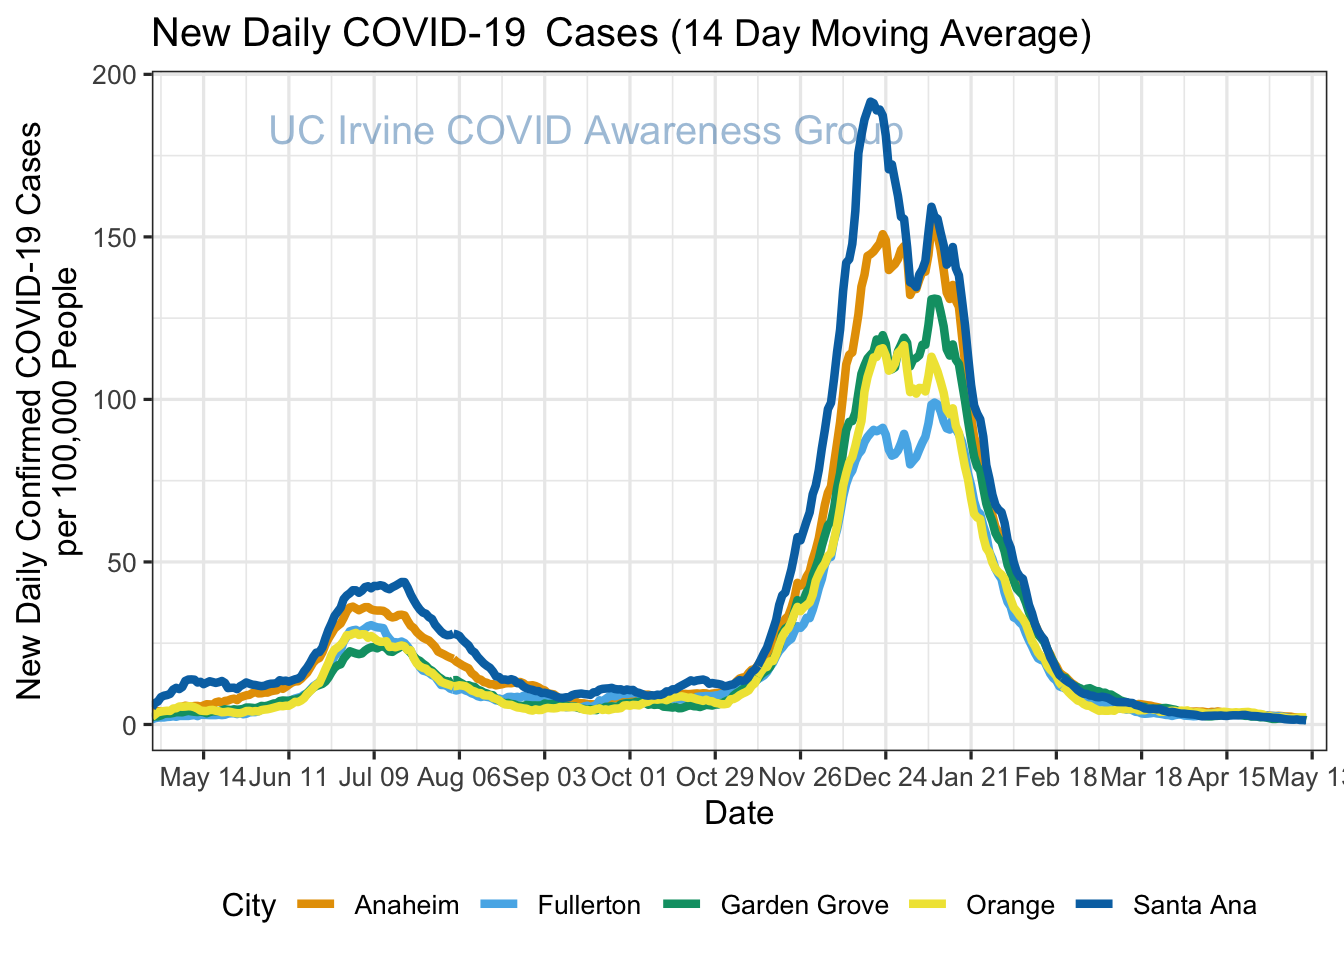 New Daily COVID-19 Cases (14 Day Moving Average)
UC Irvine COVID Awareness Group
New Daily Confirmed COVID-19 Cases
per 100,000 People
200
150
100
50
0
May 14 Jun 11 Jul 09 Aug 06 Sep 03 Oct 01 Oct 29 Nov 26 Dec 24 Jan 21 Feb 18 Mar 18 Apr 15 May 13
Date
City Anaheim Fullerton Garden Grove Orange Santa Ana